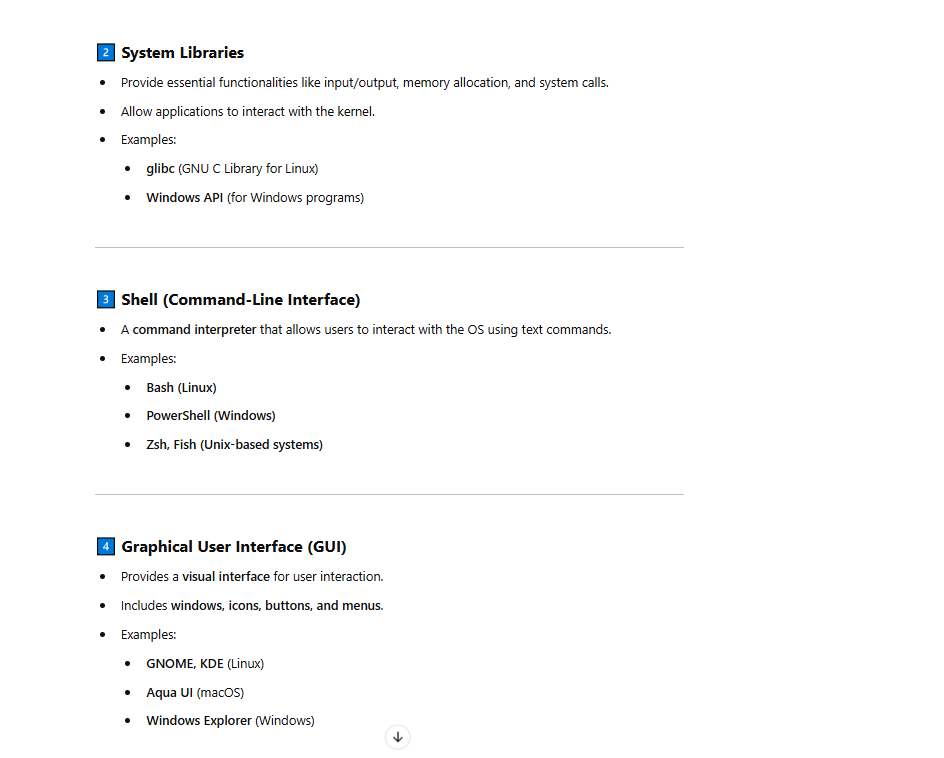 2 System Libraries
• Provide essential functionalities like input/output, memory allocation, and system calls.
• Allow applications to interact with the kernel.
• Examples:
• glibc (GNU C Library for Linux)
• Windows API (for Windows programs)
3 Shell (Command-Line Interface)
• A command interpreter that allows users to interact with the OS using text commands.
• Examples:
• Bash (Linux)
• PowerShell (Windows)
• Zsh, Fish (Unix-based systems)
4 Graphical User Interface (GUI)
• Provides a visual interface for user interaction.
• Includes windows, icons, buttons, and menus.
• Examples:
• GNOME, KDE (Linux)
• Aqua UI (macOS)
• Windows Explorer (Windows)